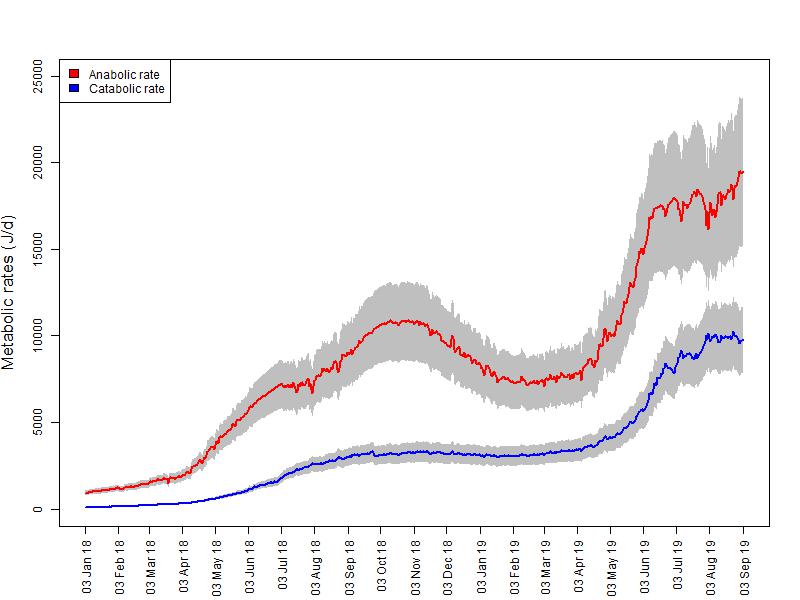 Anabolic rate
Catabolic rate
Metabolic rates (J/d)
25000
20000
15000
10000
5000
0
03 Jan 18
03 Feb 18
03 Mar 18
03 Apr 18
03 May 18
03 Jun 18
03 Jul 18
03 Aug 18
03 Sep 18
03 Oct 18
03 Nov 18
03 Dec 18
03 Jan 19
03 Feb 19
03 Mar 19
03 Apr 19
03 May 19
03 Jun 19
03 Jul 19
03 Aug 19
03 Sep 19